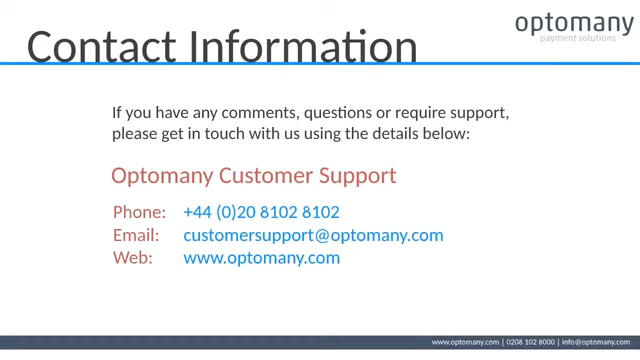 optomany
payment solutions
Contact Information
If you have any comments, questions or require support,
please get in touch with us using the details below:
Optomany Customer Support
Phone: +44 (0)20 8102 8102
Email: customersupport@optomany.com
Web: www.optomany.com
www.optomany.com | 0208 102 8000 | info@optomany.com